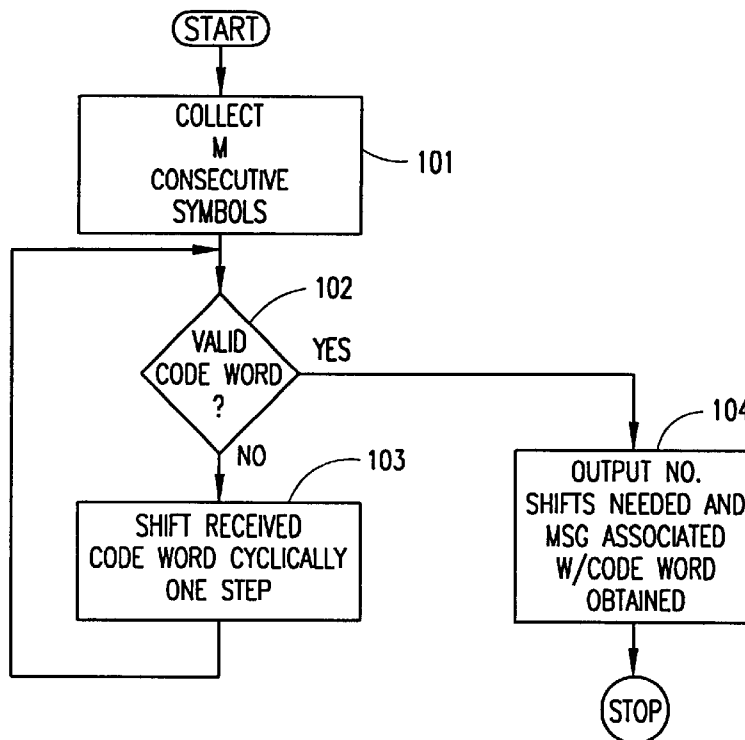 START
COLLECT
M
CONSECUTIVE
SYMBOLS
101
102
VALID
CODE WORD
?
YES
NO
103
SHIFT RECEIVED
CODE WORD CYCLICALLY
ONE STEP
104
OUTPUT NO.
SHIFTS NEEDED AND
MSG ASSOCIATED
W/CODE WORD
OBTAINED
STOP